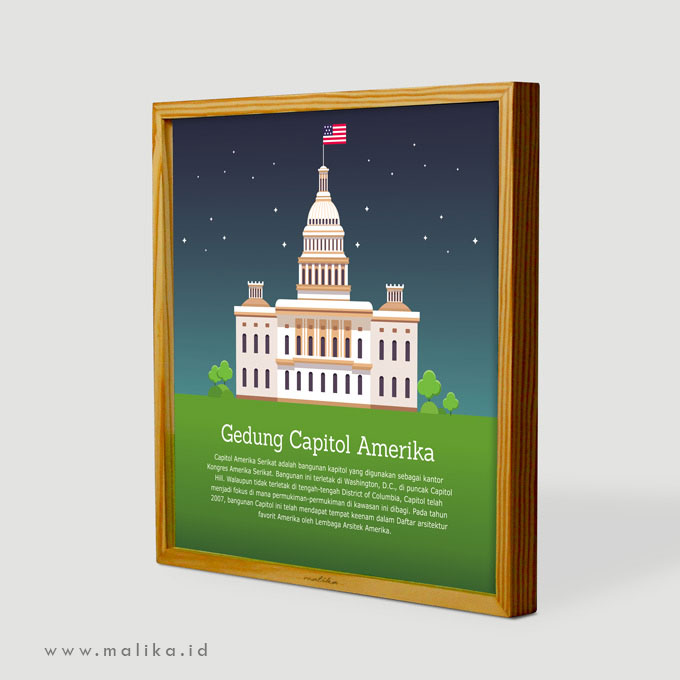 Gedung Capitol Amerika
Capitol Amerika Serikat adalah bangunan kapitol yang digunakan sebagai kantor
Kongres Amerika Serikat. Bangunan ini terletak di Washington, D.C., di puncak Capitol
Hill. Walaupun tidak terletak di tengah-tengah District of Columbia, Capitol telah
menjadi fokus di mana permukiman-permukiman di kawasan ini dibagi. Pada tahun
2007, bangunan Capitol ini telah mendapat tempat keenam dalam Daftar arsitektur
favorit Amerika oleh Lembaga Arsitek Amerika.
malika
www.malika.id